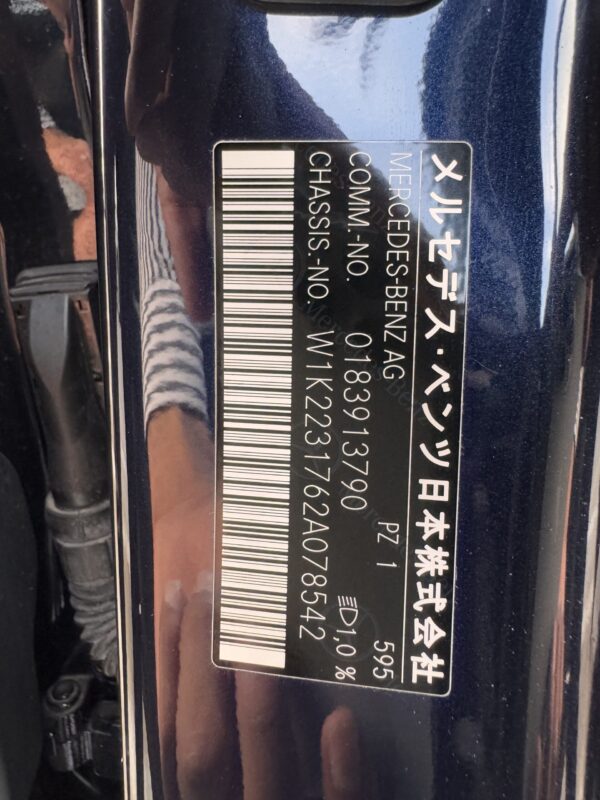 メルセデス・ベンツ日本株式会社
MERCEDES-BENZ AG PZ 1 595
COMM.-NO. 0183913790
CHASSIS.-NO. W1K2231762A078542 1,0 %